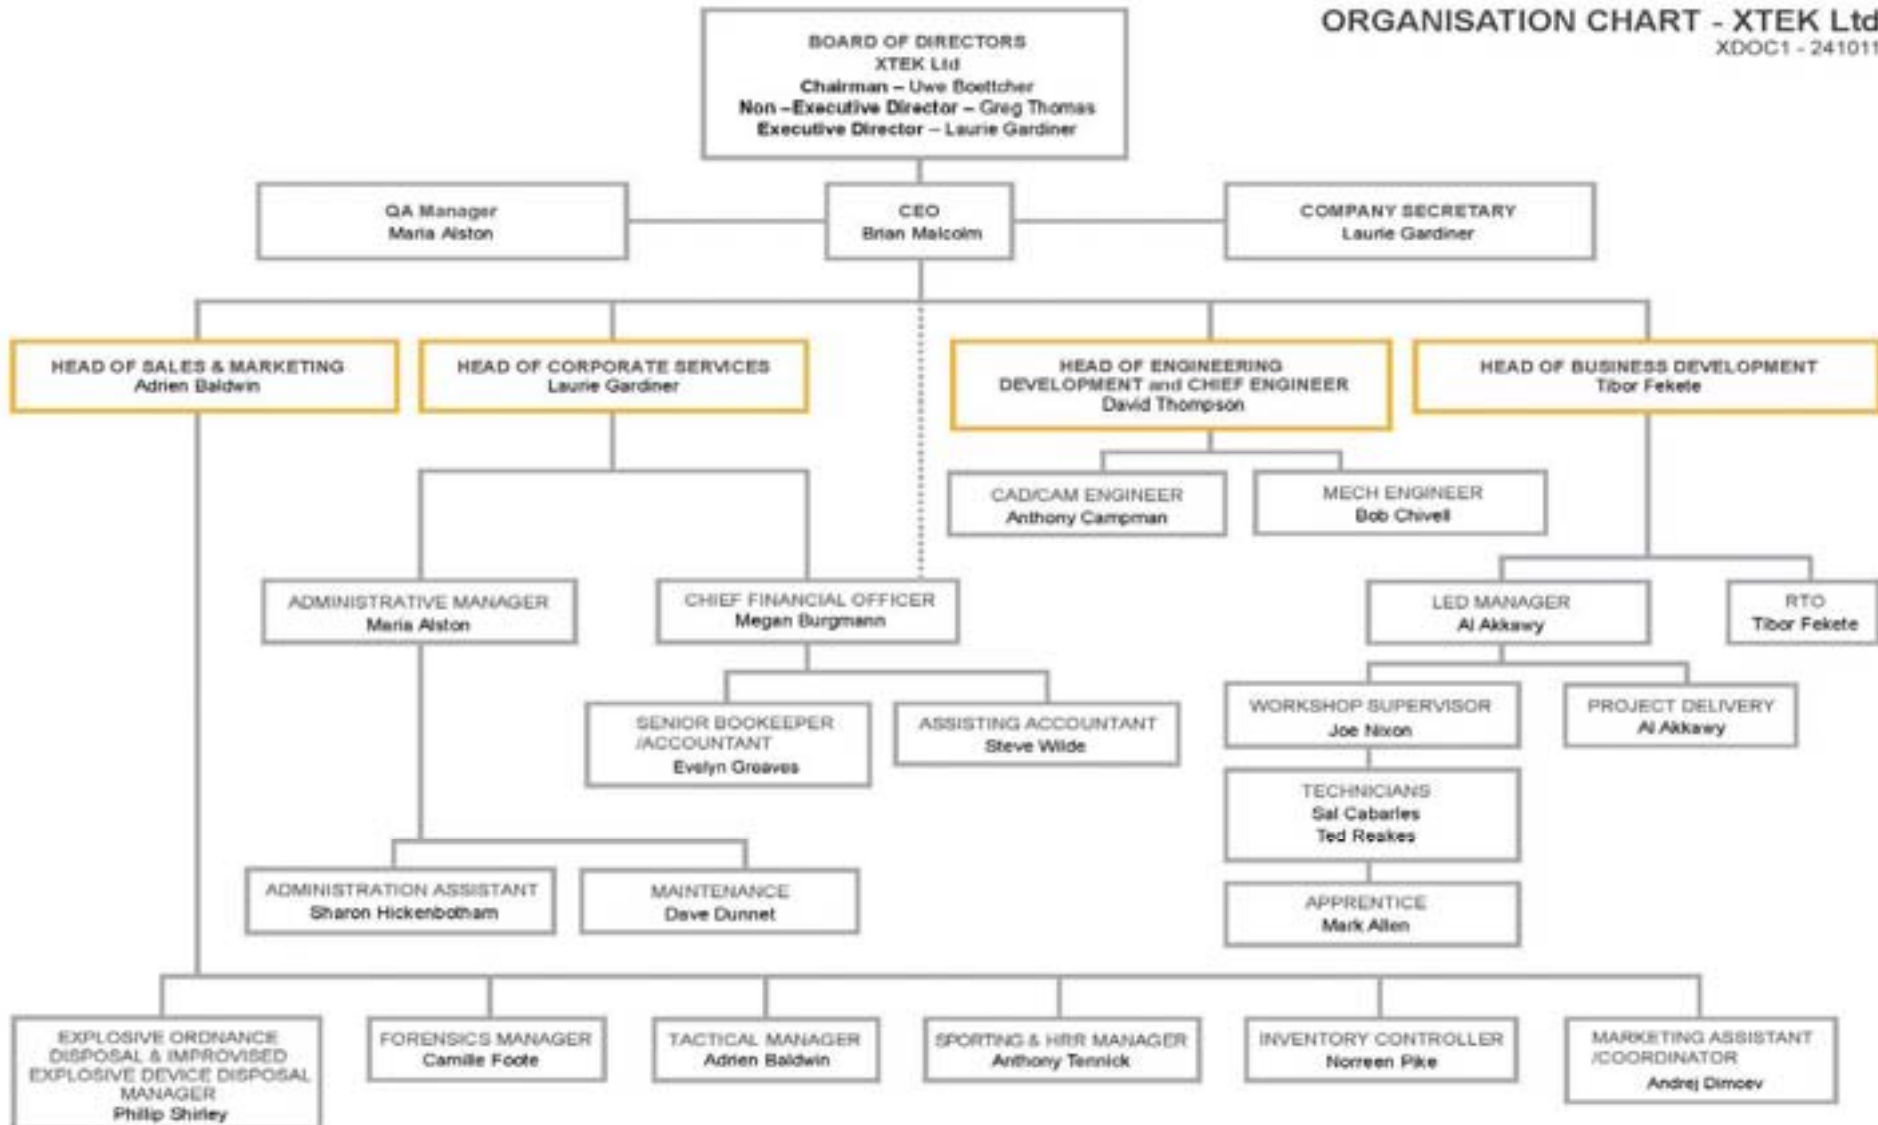 ORGANISATION CHART - XTEK Ltd
XDOC1 - 241011
BOARD OF DIRECTORS
XTEK Ltd
Chairman – Uwe Boettcher
Non –Executive Director – Greg Thomas
Executive Director – Laurie Gardiner
QA Manager
Maria Alston
CEO
Brian Malcolm
COMPANY SECRETARY
Laurie Gardiner
HEAD OF SALES & MARKETING
Adrien Baldwin
HEAD OF CORPORATE SERVICES
Laurie Gardiner
HEAD OF ENGINEERING
DEVELOPMENT and CHIEF ENGINEER
David Thompson
HEAD OF BUSINESS DEVELOPMENT
Tibor Fekete
CAD/CAM ENGINEER
Anthony Campman
MECH ENGINEER
Bob Chivell
ADMINISTRATIVE MANAGER
Maria Alston
CHIEF FINANCIAL OFFICER
Megan Burgmann
LED MANAGER
Al Akkawy
RTO
Tibor Fekete
SENIOR BOOKEEPER
/ACCOUNTANT
Evelyn Greaves
ASSISTING ACCOUNTANT
Steve Wilde
WORKSHOP SUPERVISOR
Joe Nixon
PROJECT DELIVERY
Al Akkawy
TECHNICIANS
Sal Cabarles
Ted Reakes
ADMINISTRATION ASSISTANT
Sharon Hickenbotham
MAINTENANCE
Dave Dunnet
APPRENTICE
Mark Allen
EXPLOSIVE ORDNANCE
DISPOSAL & IMPROVISED
EXPLOSIVE DEVICE DISPOSAL
MANAGER
Phillip Shirley
FORENSICS MANAGER
Camille Foote
TACTICAL MANAGER
Adrien Baldwin
SPORTING & HRR MANAGER
Anthony Tennick
INVENTORY CONTROLLER
Norreen Pike
MARKETING ASSISTANT
/COORDINATOR
Andrej Dimoev